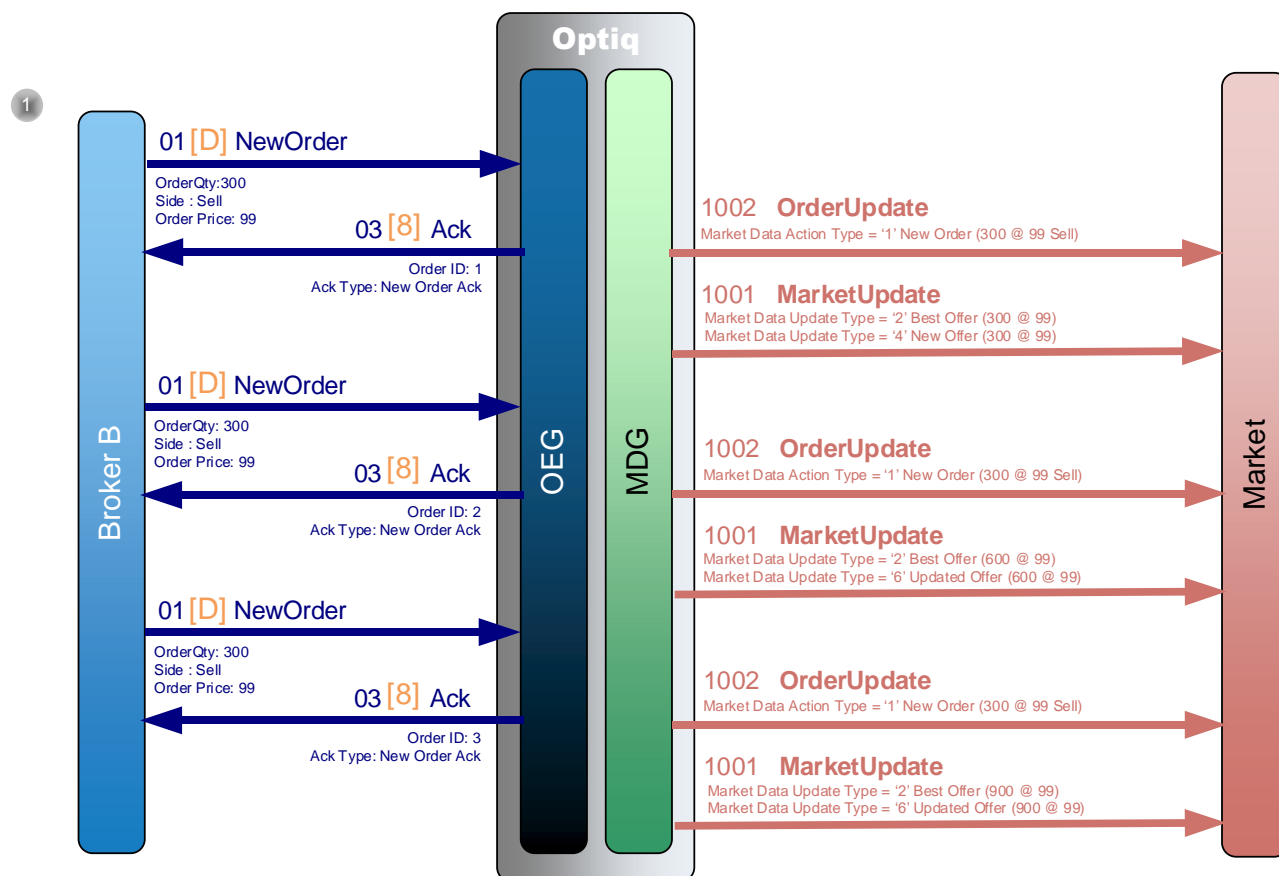 Optiq
1
Broker B
OEG
MDG
Market
01 [D] NewOrder
OrderQty:300
Side : Sell
Order Price: 99
03 [8] Ack
Order ID: 1
Ack Type: New Order Ack
1002 OrderUpdate
Market Data Action Type = ‘1’ New Order (300 @ 99 Sell)
1001 MarketUpdate
Market Data Update Type = ‘2’ Best Offer (300 @ 99)
Market Data Update Type = ‘4’ New Offer (300 @ 99)
01 [D] NewOrder
OrderQty: 300
Side : Sell
Order Price: 99
03 [8] Ack
Order ID: 2
Ack Type: New Order Ack
1002 OrderUpdate
Market Data Action Type = ‘1’ New Order (300 @ 99 Sell)
1001 MarketUpdate
Market Data Update Type = ‘2’ Best Offer (600 @ 99)
Market Data Update Type = ‘6’ Updated Offer (600 @ 99)
01 [D] NewOrder
OrderQty: 300
Side : Sell
Order Price: 99
03 [8] Ack
Order ID: 3
Ack Type: New Order Ack
1002 OrderUpdate
Market Data Action Type = ‘1’ New Order (300 @ 99 Sell)
1001 MarketUpdate
Market Data Update Type = ‘2’ Best Offer (900 @ 99)
Market Data Update Type = ‘6’ Updated Offer (900 @ 99)